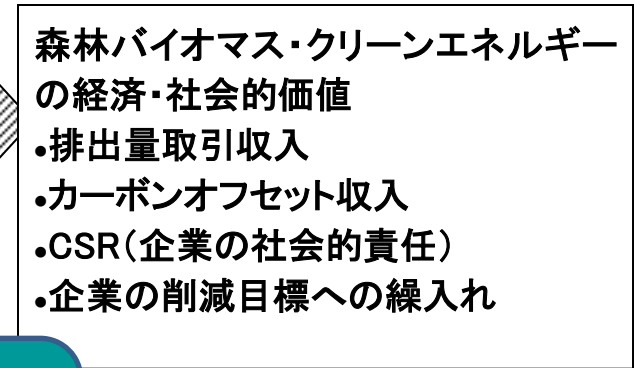 森林バイオマス・クリーンエネルギー
の経済・社会的価値
•排出量取引収入
•カーボンオフセット収入
•CSR（企業の社会的責任）
•企業の削減目標への繰入れ